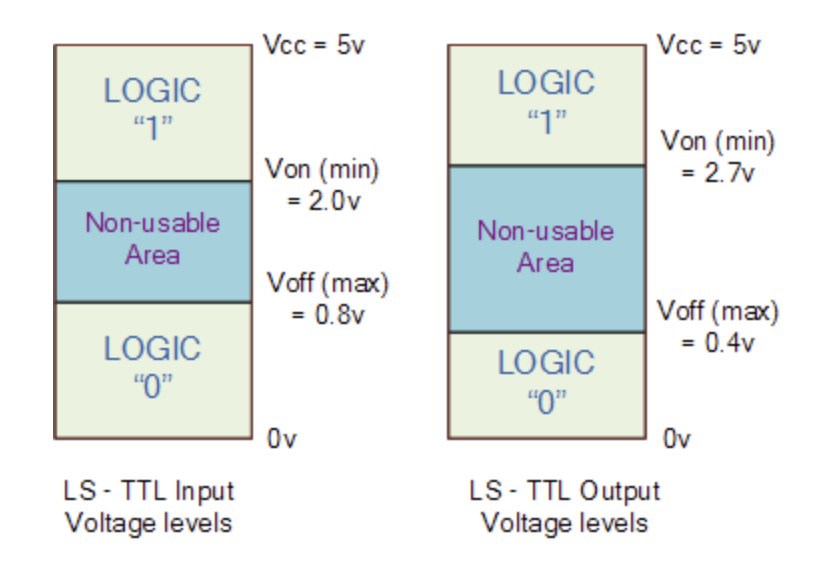 Vcc = 5v
LOGIC
“1”
Von (min)
= 2.0v
Non-usable
Area
Voff (max)
= 0.8v
LOGIC
“0”
0v
LS - TTL Input
Voltage levels
Vcc = 5v
LOGIC
“1”
Von (min)
= 2.7v
Non-usable
Area
Voff (max)
= 0.4v
LOGIC
“0”
0v
LS - TTL Output
Voltage levels